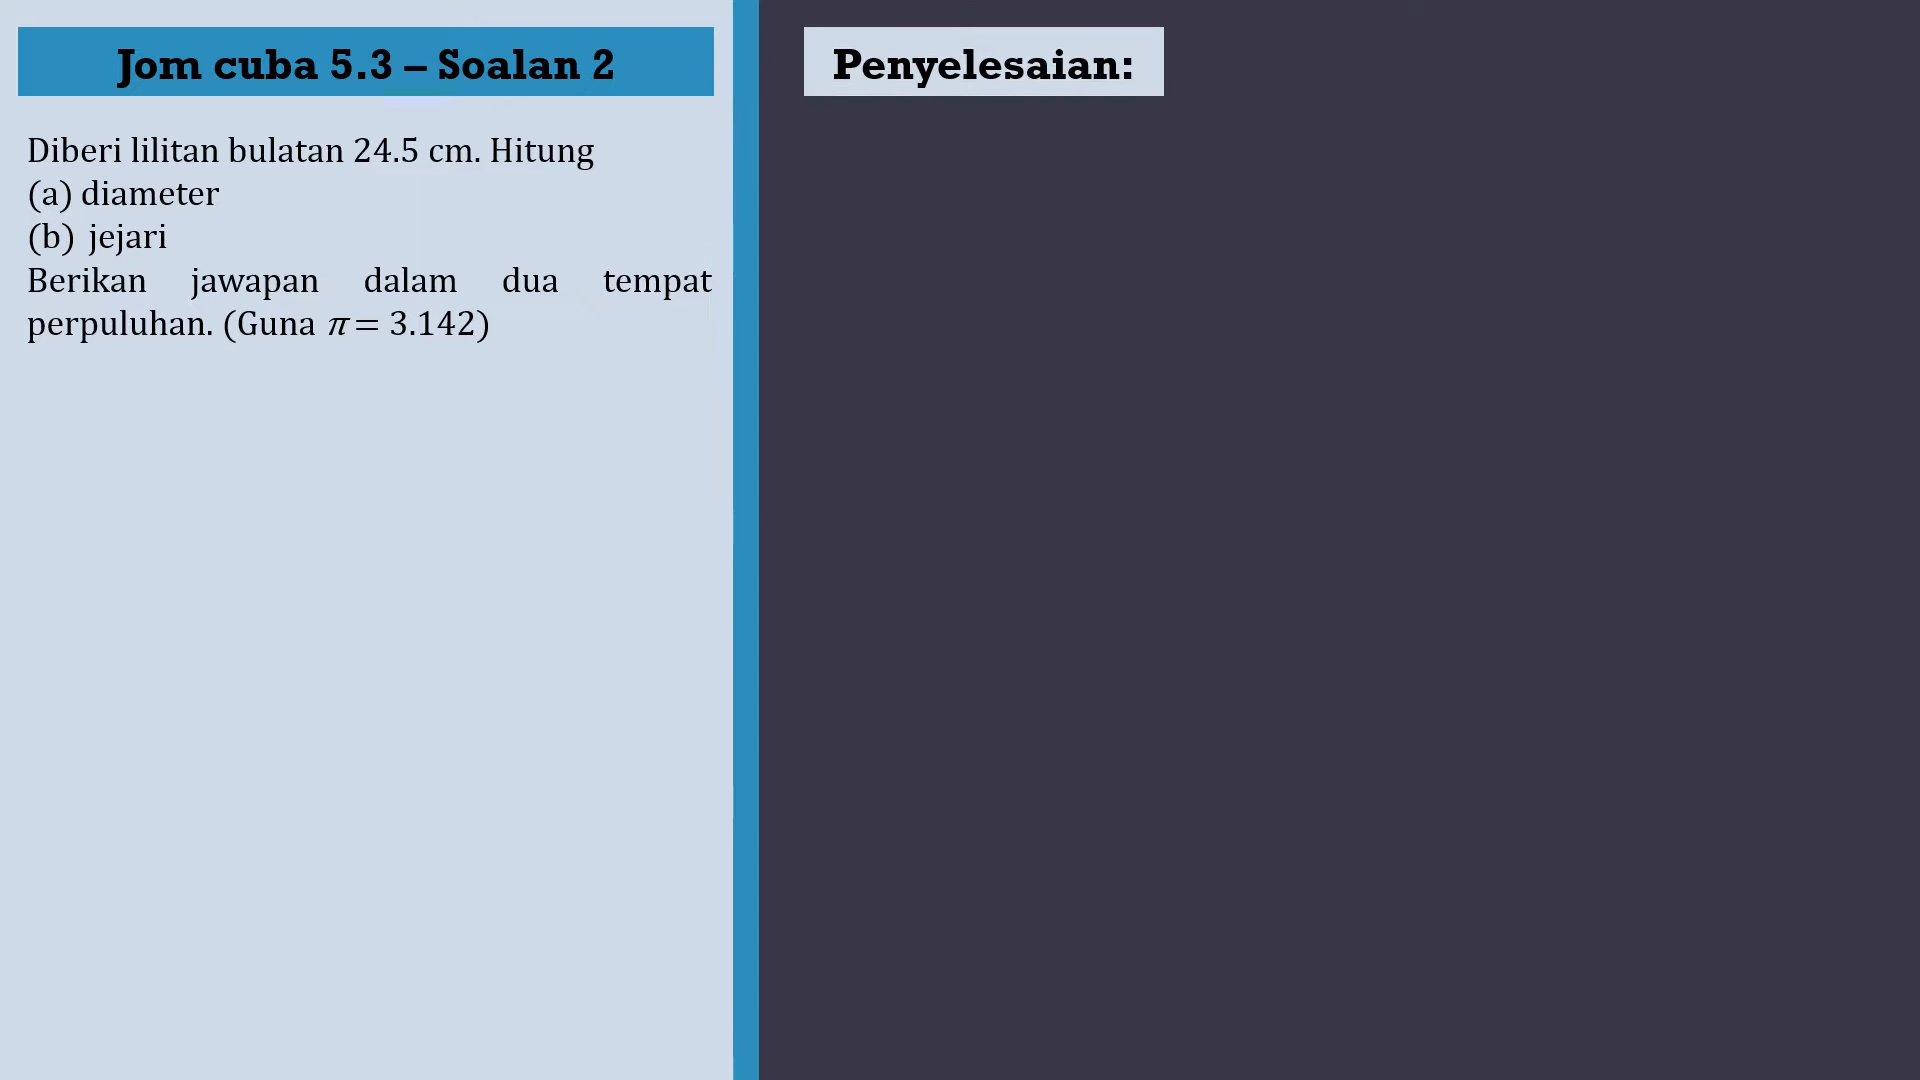 Jom cuba 5.3 – Soalan 2
Diberi lilitan bulatan 24.5 cm. Hitung
(a) diameter
(b) jejari
Berikan jawapan dalam dua tempat
perpuluhan. (Guna π = 3.142)
Penyelesaian: